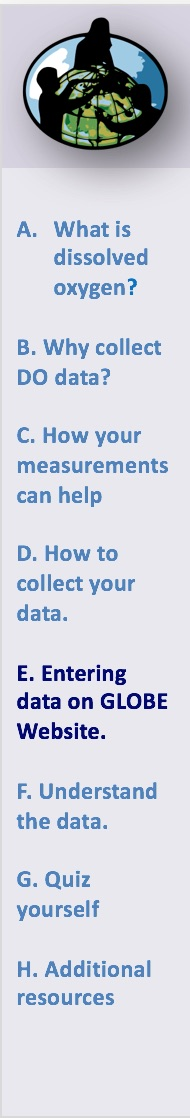 A. What is
dissolved
oxygen?
B. Why collect
DO data?
C. How your
measurements
can help
D. How to
collect your
data.
E. Entering
data on GLOBE
Website.
F. Understand
the data.
G. Quiz
yourself
H. Additional
resources